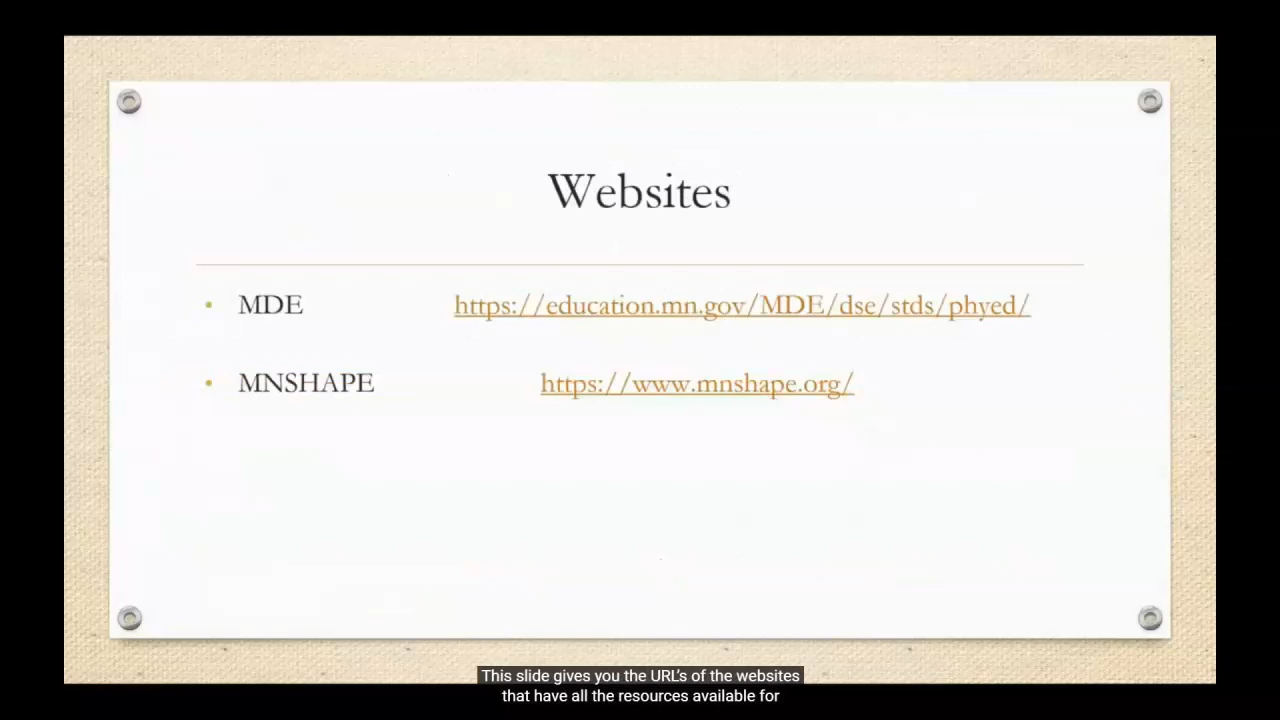 Websites
• MDE https://education.mn.gov/MDE/dse/stds/phyed/
• MNSHAPE https://www.mnshape.org/
This slide gives you the URL's of the websites
that have all the resources available for